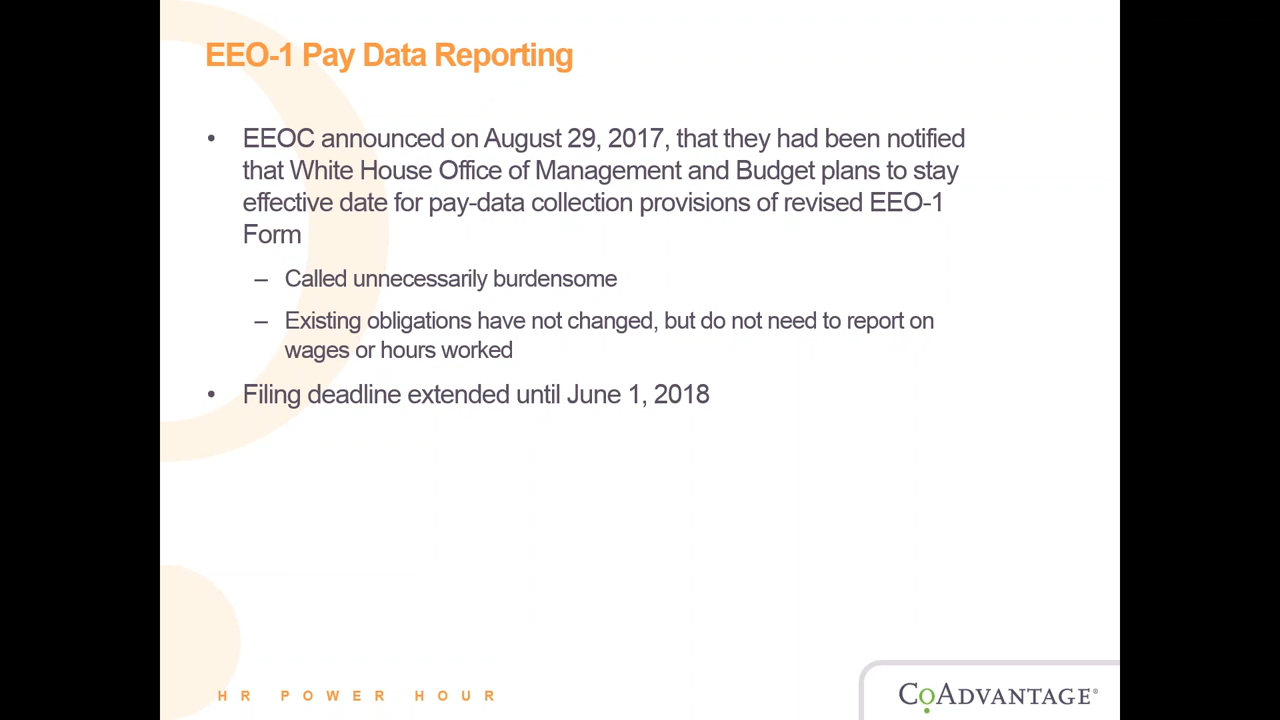 EEO-1 Pay Data Reporting
• EEOC announced on August 29, 2017, that they had been notified
that White House Office of Management and Budget plans to stay
effective date for pay-data collection provisions of revised EEO-1
Form
– Called unnecessarily burdensome
– Existing obligations have not changed, but do not need to report on
wages or hours worked
• Filing deadline extended until June 1, 2018
HR POWER HOUR
COADVANTAGE®